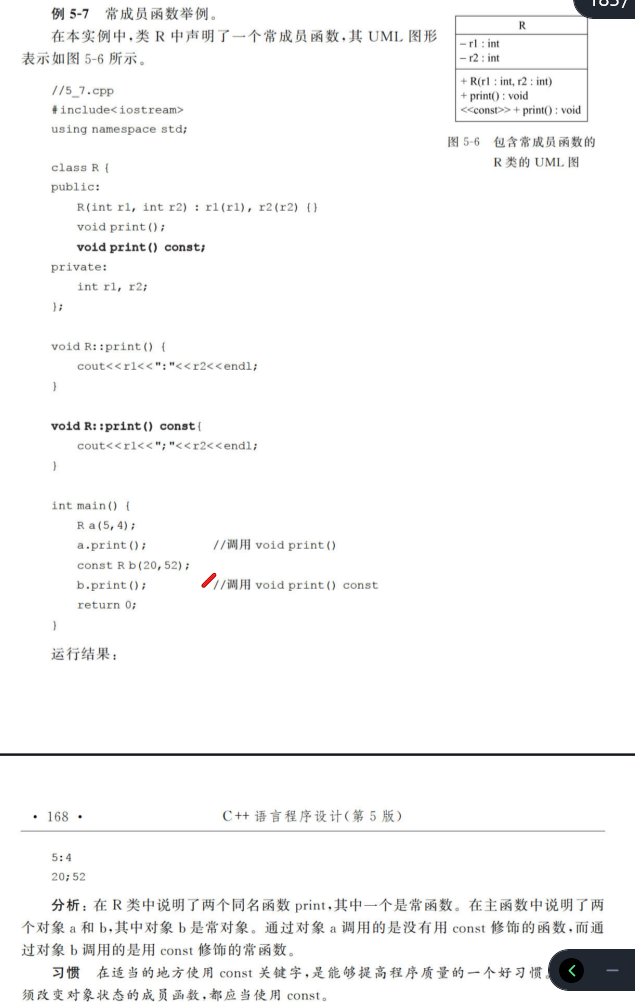 1837
例 5-7 常成员函数举例。
在本实例中,类 R 中声明了一个常成员函数,其 UML 图形
表示如图 5-6 所示。
R
− r1 : int
− r2 : int
+ R(r1 : int, r2 : int)
+ print() : void
<<const>> + print() : void
图 5-6 包含常成员函数的
R 类的 UML 图
//5_7.cpp
#include<iostream>
using namespace std;
class R {
public:
R(int r1, int r2) : r1(r1), r2(r2) {}
void print();
void print() const;
private:
int r1, r2;
};
void R::print() {
cout<<r1<<":"<<r2<<endl;
}
void R::print() const{
cout<<r1<<";"<<r2<<endl;
}
int main() {
R a(5,4);
a.print(); //调用 void print()
const R b(20,52);
b.print(); //调用 void print() const
return 0;
}
运行结果:
• 168 • C++ 语言程序设计(第 5 版)
5:4
20;52
分析: 在 R 类中说明了两个同名函数 print,其中一个是常函数。在主函数中说明了两
个对象 a 和 b,其中对象 b 是常对象。通过对象 a 调用的是没有用 const 修饰的函数,而通
过对象 b 调用的是用 const 修饰的常函数。
习惯 在适当的地方使用 const 关键字,是能够提高程序质量的一个好习惯
须改变对象状态的成员函数,都应当使用 const。